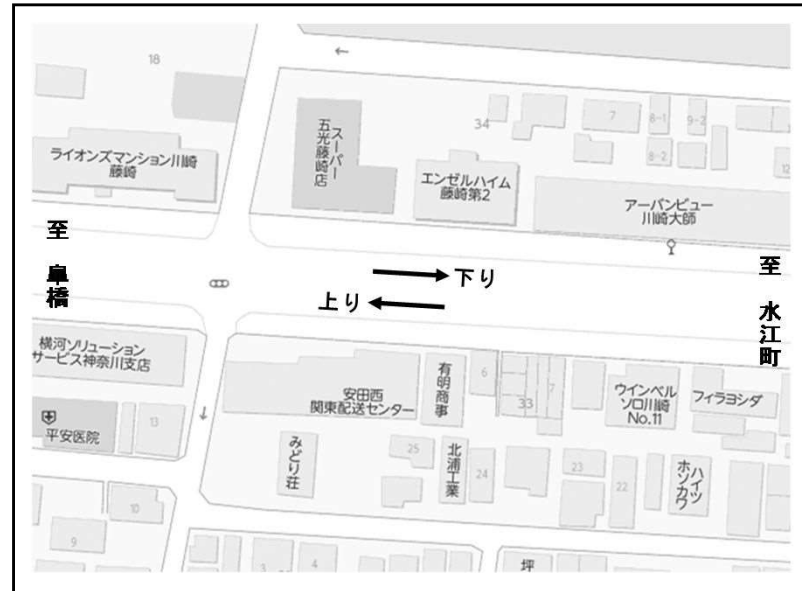 18
ライオンズマンション川崎
藤崎
スーパー
五光藤崎店
34
エンゼルハイム
藤崎第2
7
8-1
9-2
8-2
12
アーバンビュー
川崎大師
至 皐橋
下り
上り
至 水江町
横河ソリューション
サービス神奈川支店
平安医院
13
安田西
関東配送センター
有明商事
6
7
33
ウインベル
ソロ川崎
No.11
フィラヨシダ
みどり荘
25
北浦工業
24
23
22
ハイツ
ホソカワ
10
9
3
4
坪